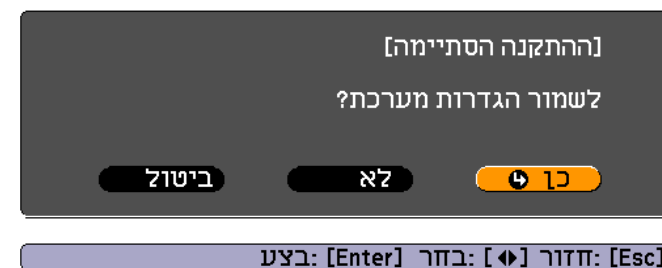 [ההתקנה הסתיימה]
לשמור הגדרות מערכת?
כן לא ביטול
[Esc] :חזור [◆] :בחר [Enter] :בצע